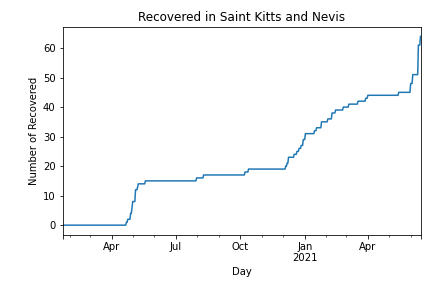 Recovered in Saint Kitts and Nevis
Number of Recovered
60
50
40
30
20
10
0
Apr
Jul
Oct
Jan
2021
Apr
Day